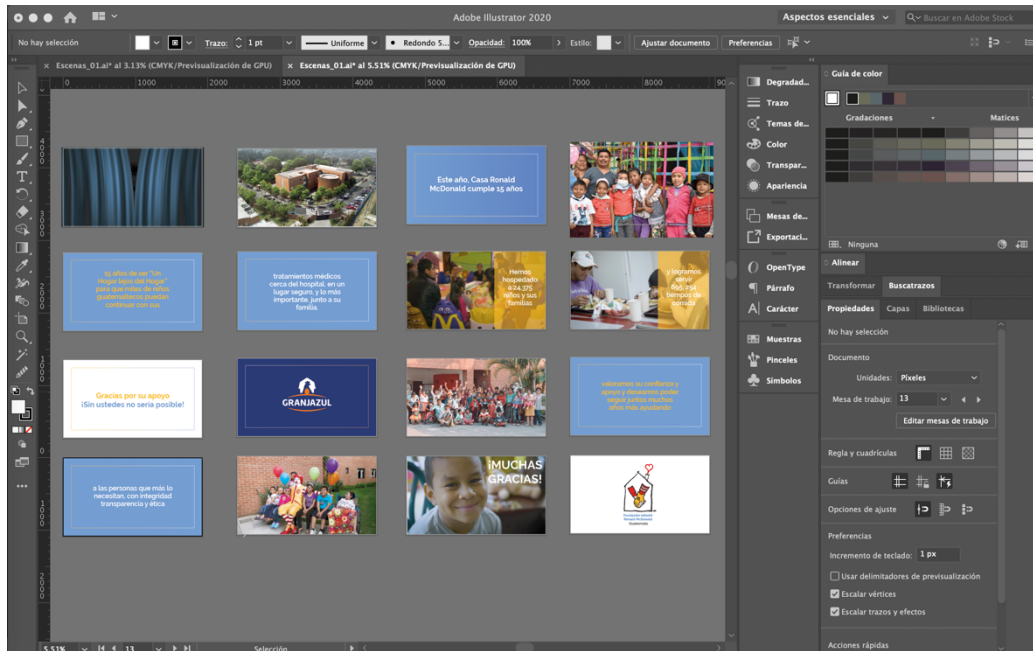 Adobe Illustrator 2020
Aspectos esenciales
Buscar en Adobe Stock
No hay selección
Trazo:
1 pt
Uniforme
Redondo 5...
Opacidad:
100%
Estilo:
Ajustar documento
Preferencias
× Escenas_01.ai* al 3.13% (CMYK/Previsualización de GPU)
× Escenas_01.ai* al 5.51% (CMYK/Previsualización de GPU)
0 1000 2000 3000 4000 5000 6000 7000 8000
Este año, Casa Ronald
McDonald cumple 15 años
15 años de ser "Un
Hogar lejos del Hogar"
para que miles de niños
guatemaltecos puedan
continuar con sus
tratamientos médicos
cerca del hospital, en un
lugar seguro, y lo más
importante, junto a su
familia.
Hemos
hospedado
a 24,375
niños y sus
familias
y logramos
servir
695,254
tiempos de
comida
Gracias por su apoyo
¡Sin ustedes no sería posible!
GRANJAZUL
valoramos su confianza y
apoyo y deseamos poder
seguir juntos muchos
años más ayudando
a las personas que más lo
necesitan, con integridad
transparencia y ética
¡MUCHAS
GRACIAS!
Fundación Infantil
Ronald McDonald
Guatemala
5.51%
13
Selección
Degradad...
Trazo
Temas de...
Color
Transpar...
Apariencia
Mesas de...
Exportaci...
OpenType
Párrafo
Carácter
Muestras
Pinceles
Símbolos
Guía de color
Gradaciones
Matices
Ninguna
Alinear
Transformar
Buscatrazos
Propiedades
Capas
Bibliotecas
No hay selección
Documento
Unidades:
Píxeles
Mesa de trabajo:
13
Editar mesas de trabajo
Regla y cuadrículas
Guías
Opciones de ajuste
Preferencias
Incremento de teclado:
1 px
Usar delimitadores de previsualización
Escalar vértices
Escalar trazos y efectos
Acciones rápidas